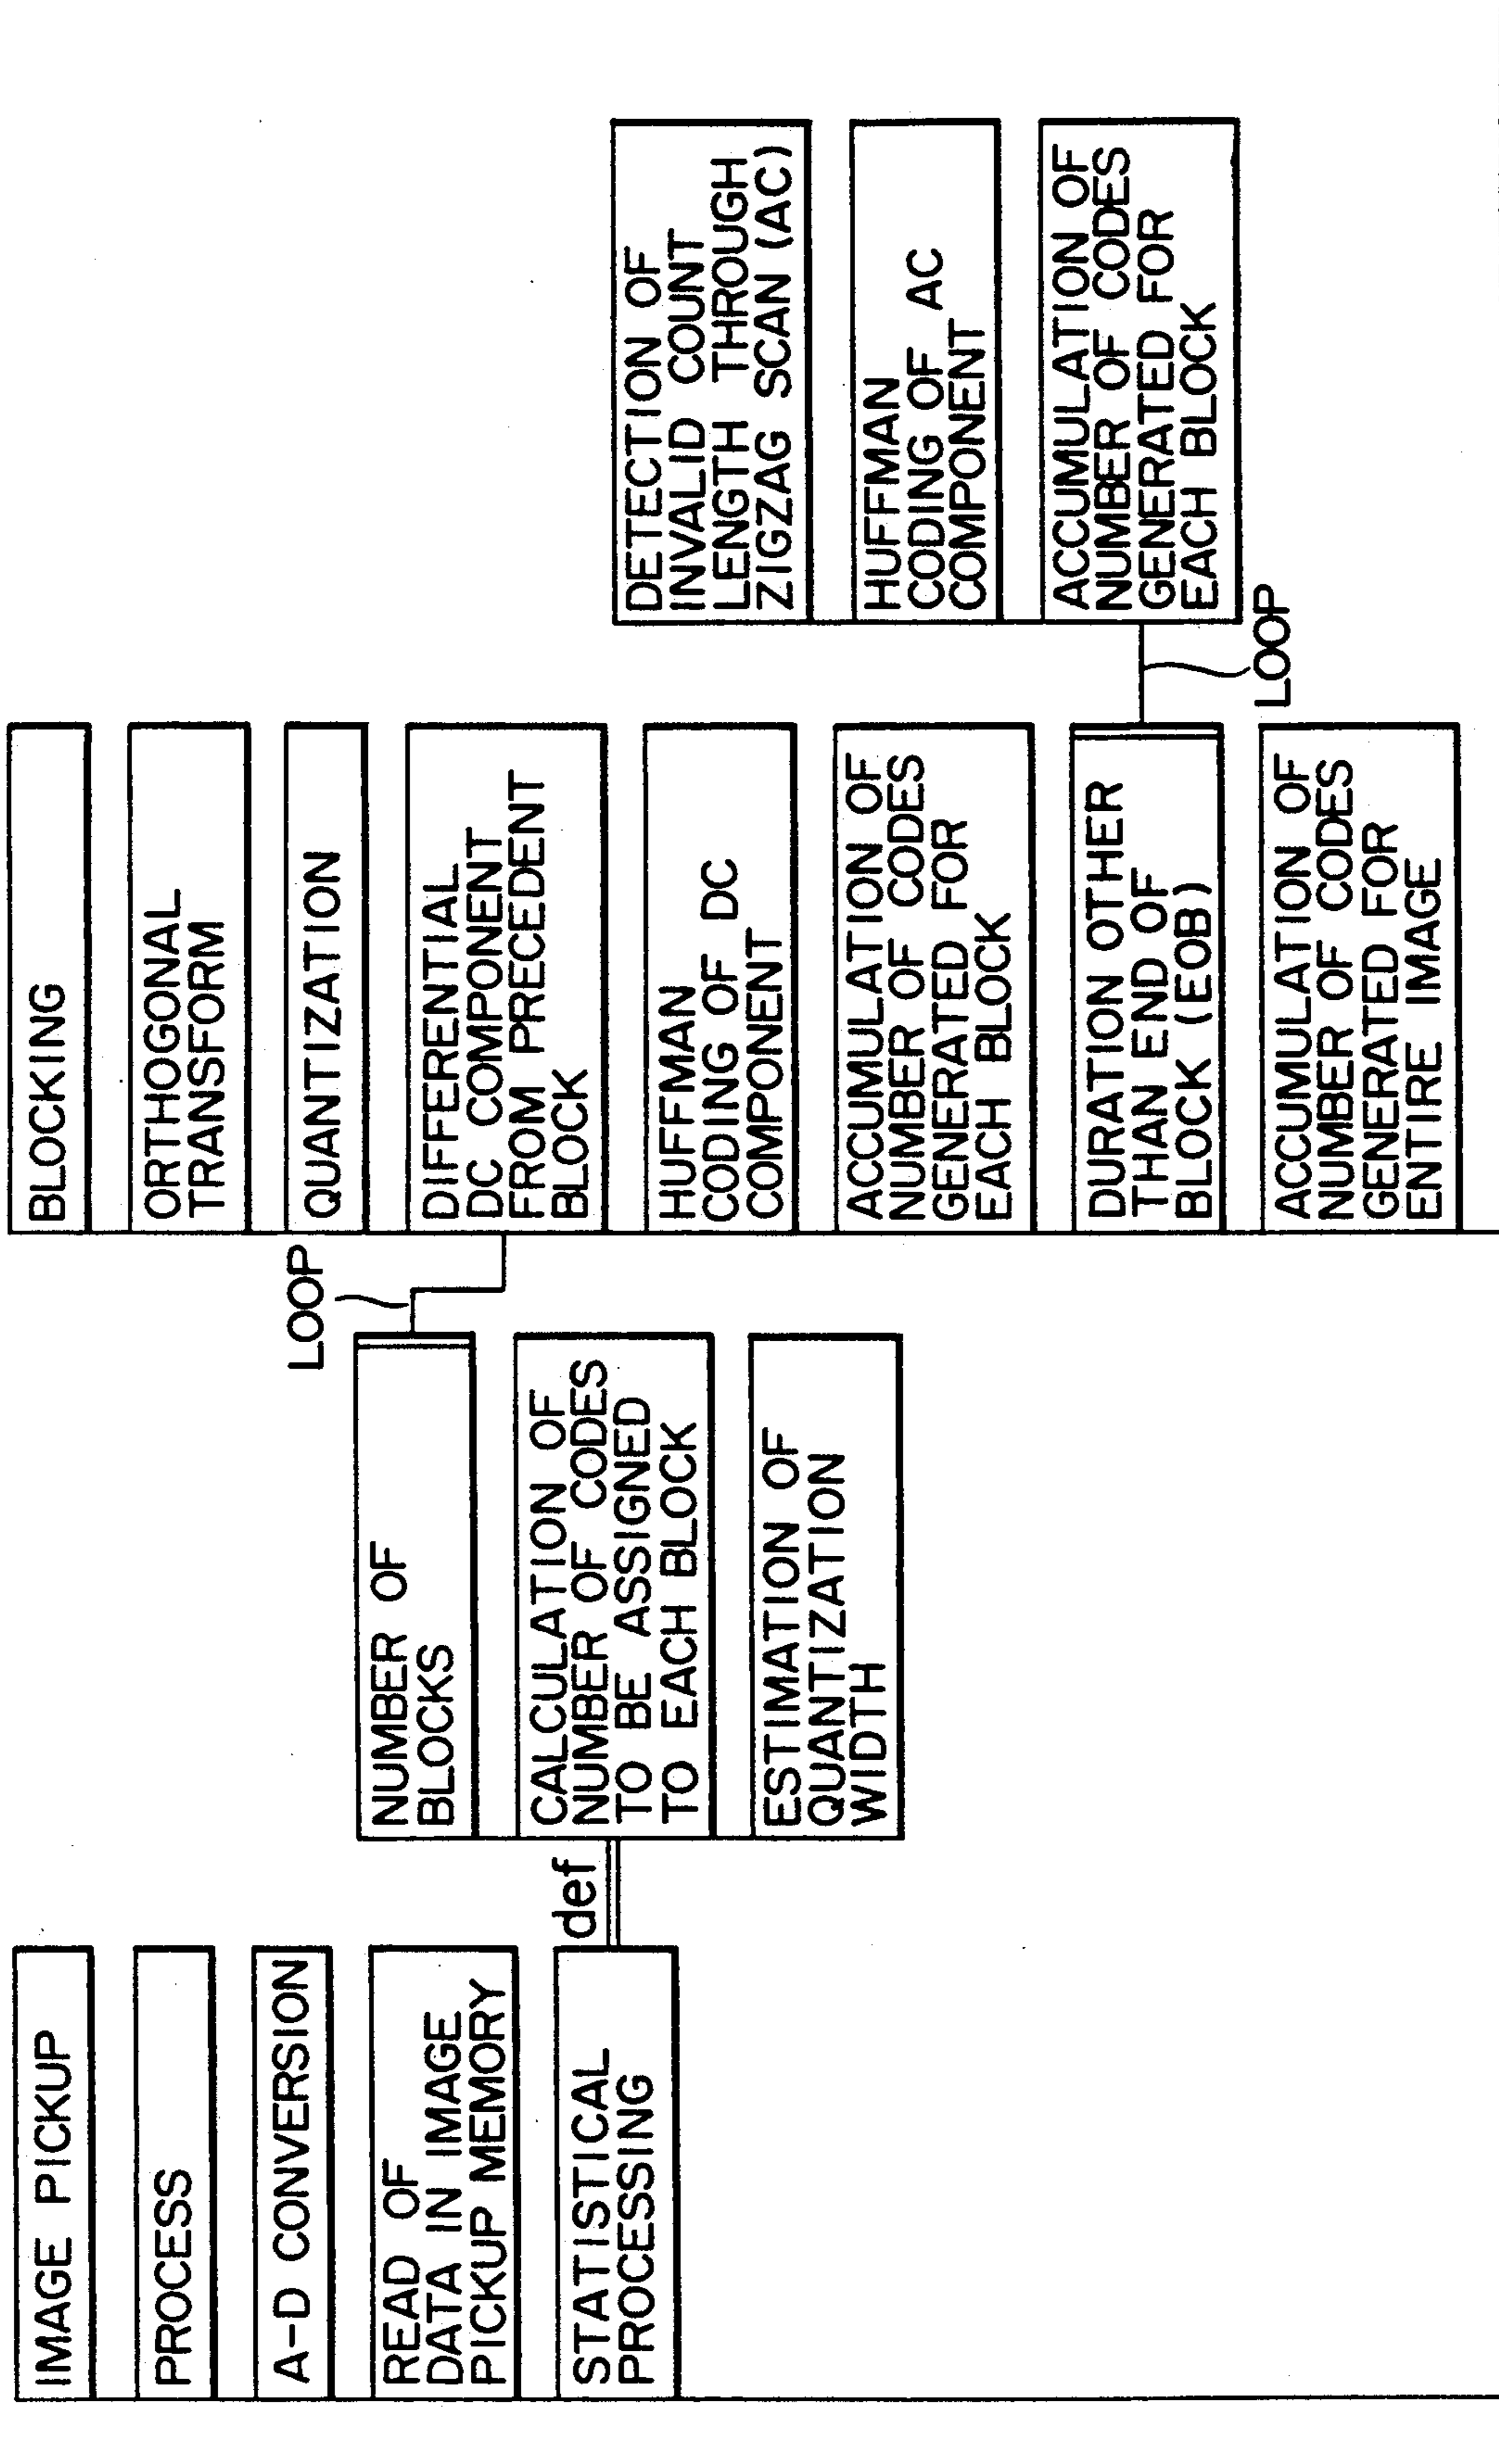 IMAGE PICKUP
PROCESS
A-D CONVERSION
READ OF
DATA IN IMAGE
PICKUP MEMORY
STATISTICAL
PROCESSING
def
NUMBER OF
BLOCKS
CALCULATION OF
NUMBER OF CODES
TO BE ASSIGNED
TO EACH BLOCK
ESTIMATION OF
QUANTIZATION
WIDTH
LOOP
BLOCKING
ORTHOGONAL
TRANSFORM
QUANTIZATION
DIFFERENTIAL
DC COMPONENT
FROM PRECEDENT
BLOCK
HUFFMAN
CODING OF DC
COMPONENT
ACCUMULATION OF
NUMBER OF CODES
GENERATED FOR
EACH BLOCK
DURATION OTHER
THAN END OF
BLOCK (EOB)
ACCUMULATION OF
NUMBER OF CODES
GENERATED FOR
ENTIRE IMAGE
LOOP
DETECTION OF
INVALID COUNT
LENGTH THROUGH
ZIGZAG SCAN (AC)
HUFFMAN
CODING OF AC
COMPONENT
ACCUMULATION OF
NUMBER OF CODES
GENERATED FOR
EACH BLOCK